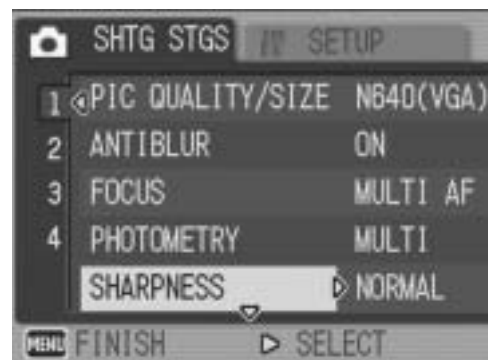 SHTG STGS SETUP
1 PIC QUALITY/SIZE N640(VGA)
2 ANTIBLUR ON
3 FOCUS MULTI AF
4 PHOTOMETRY MULTI
SHARPNESS NORMAL
MENU FINISH SELECT